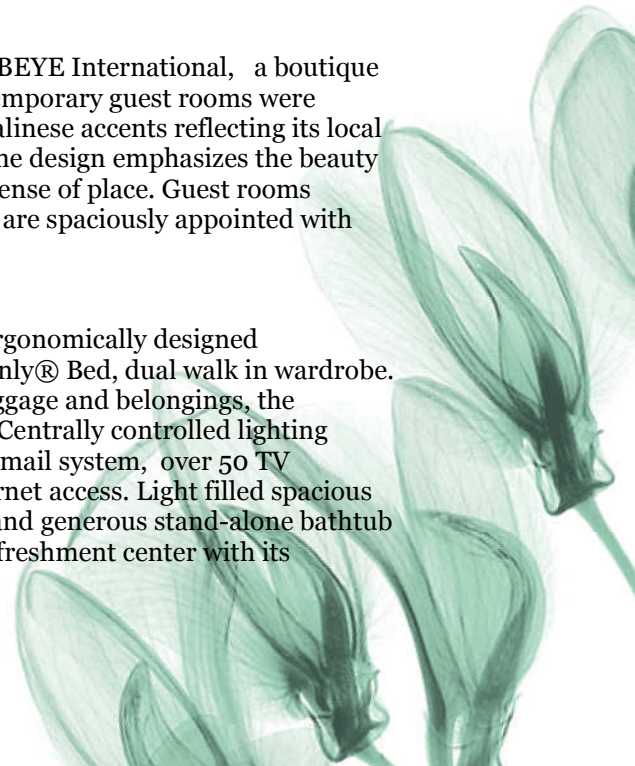 BEYE International, a boutique
emporary guest rooms were
alinese accents reflecting its local
ne design emphasizes the beauty
ense of place. Guest rooms
are spaciously appointed with
rgonomically designed
nly® Bed, dual walk in wardrobe.
ggage and belongings, the
Centrally controlled lighting
mail system, over 50 TV
rnet access. Light filled spacious
and generous stand-alone bathtub
freshment center with its